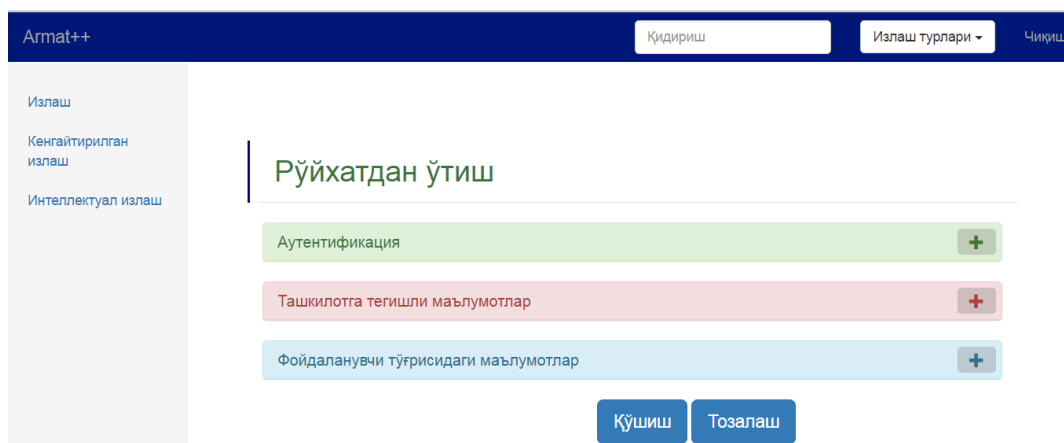 Armat++
Қидириш
Излаш турлари
Чиқиш
Излаш
Кенгайтирилган
излаш
Интеллектуал излаш
Рўйхатдан ўтиш
Аутентификация
Ташкилотга тегишли маълумотлар
Фойдаланувчи тўғрисидаги маълумотлар
Қўшиш
Тозалаш